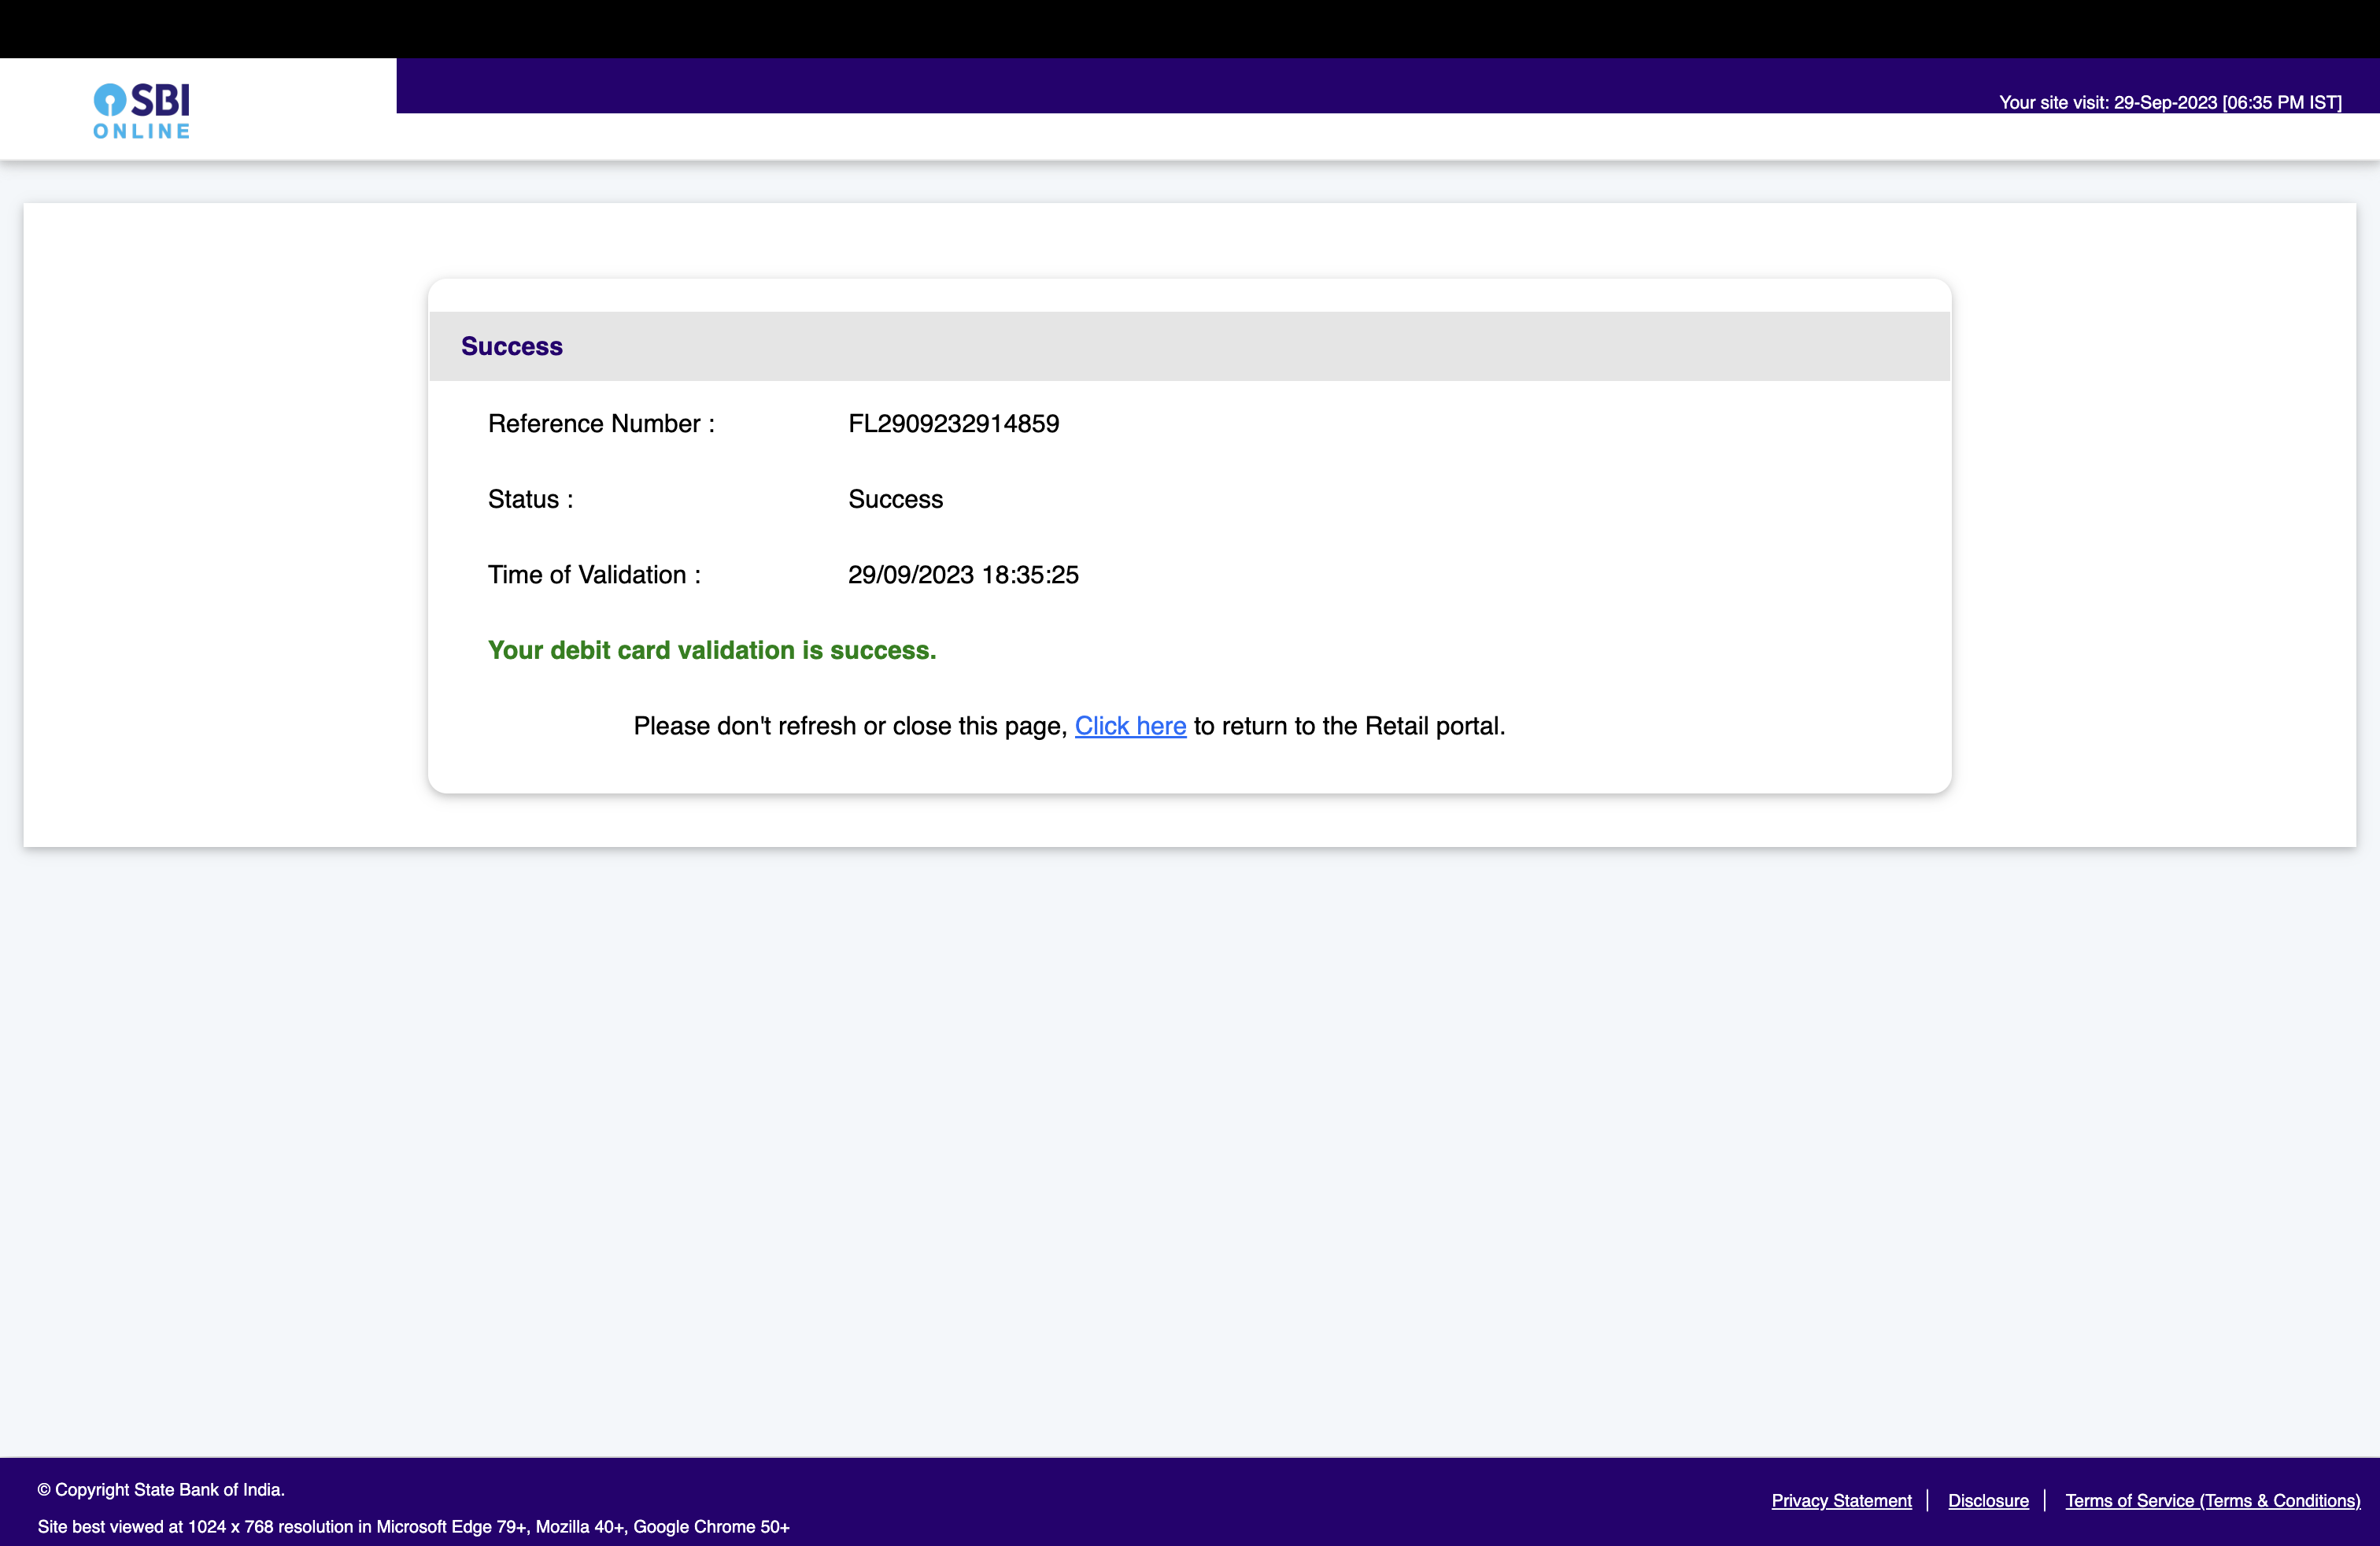 SBI
ONLINE
Your site visit: 29-Sep-2023 [06:35 PM IST]
Success
Reference Number : FL2909232914859
Status : Success
Time of Validation : 29/09/2023 18:35:25
Your debit card validation is success.
Please don't refresh or close this page, Click here to return to the Retail portal.
© Copyright State Bank of India.
Privacy Statement | Disclosure | Terms of Service (Terms & Conditions)
Site best viewed at 1024 x 768 resolution in Microsoft Edge 79+, Mozilla 40+, Google Chrome 50+